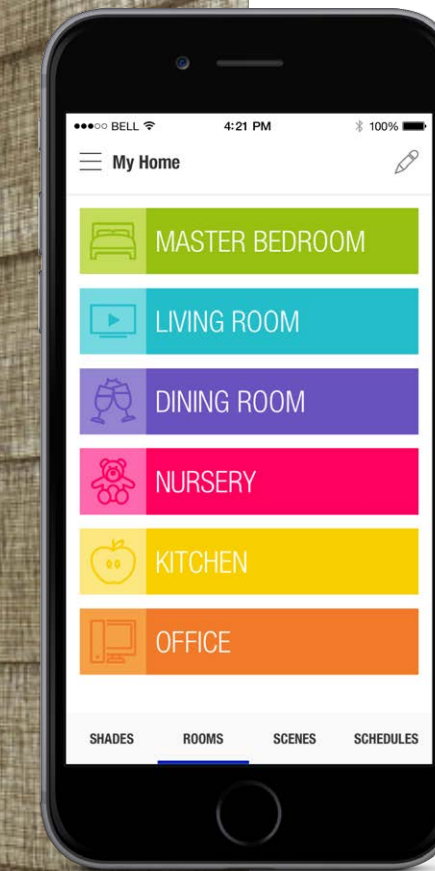 BELL 4:21 PM 100%
My Home
MASTER BEDROOM
LIVING ROOM
DINING ROOM
NURSERY
KITCHEN
OFFICE
SHADES ROOMS SCENES SCHEDULES